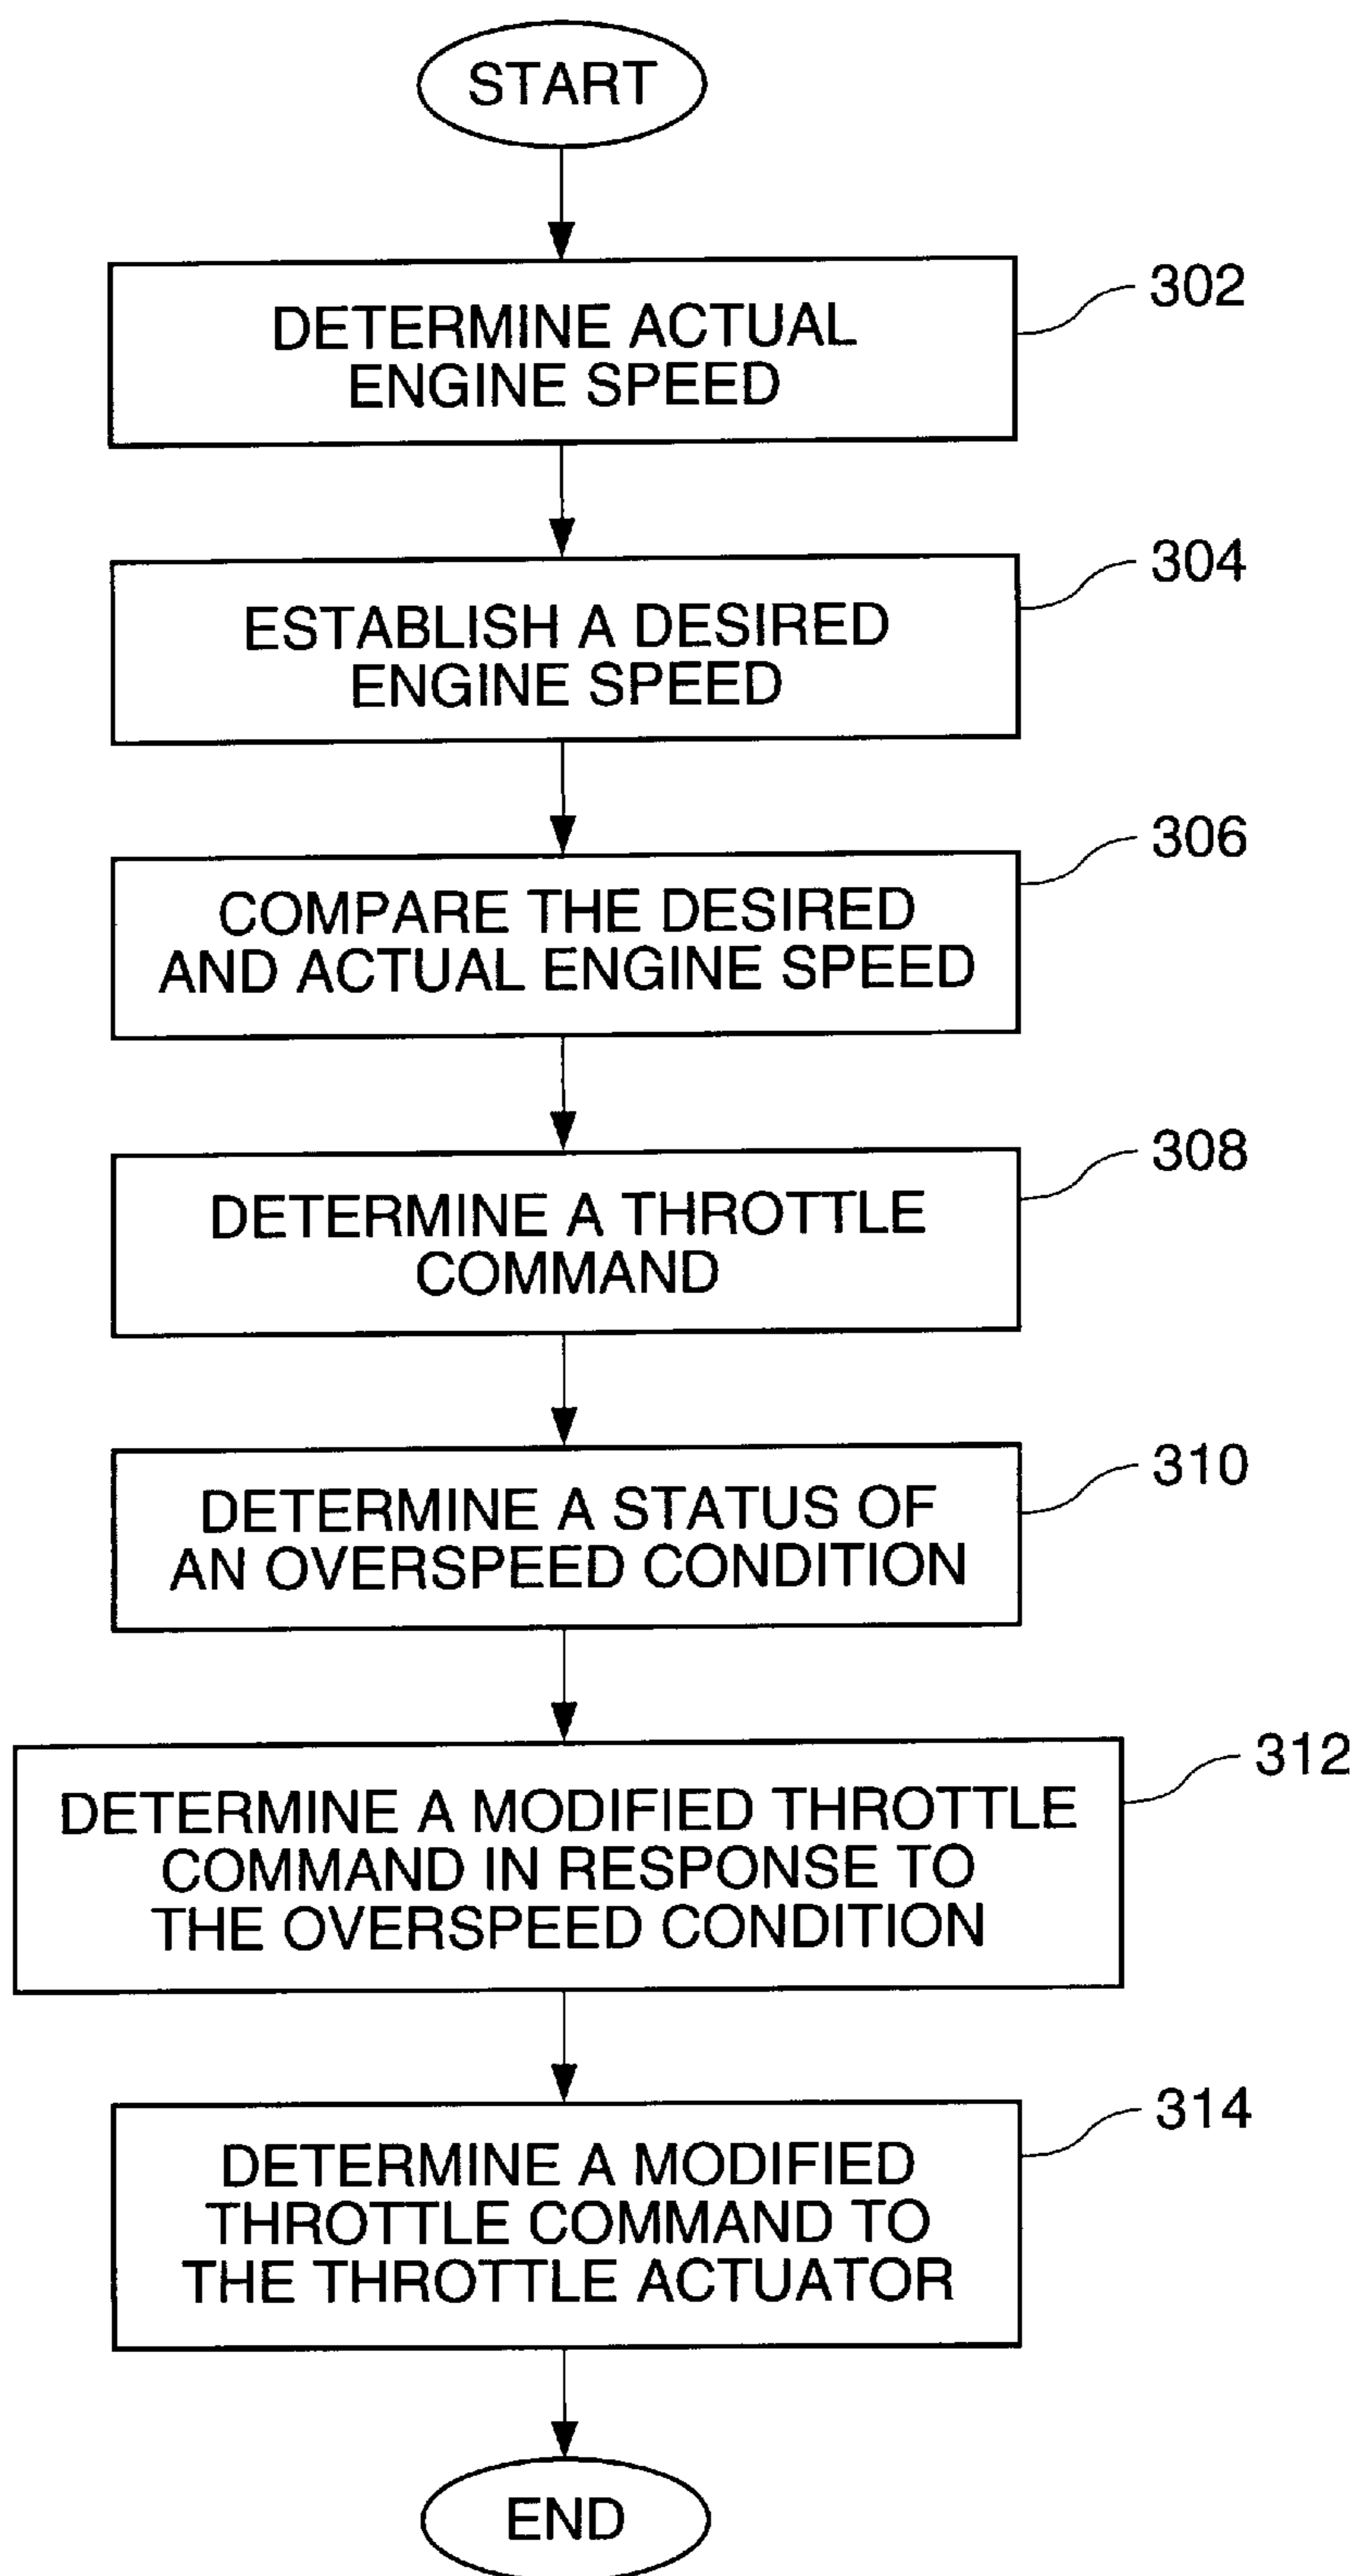 START
302
DETERMINE ACTUAL
ENGINE SPEED
304
ESTABLISH A DESIRED
ENGINE SPEED
306
COMPARE THE DESIRED
AND ACTUAL ENGINE SPEED
308
DETERMINE A THROTTLE
COMMAND
310
DETERMINE A STATUS OF
AN OVERSPEED CONDITION
312
DETERMINE A MODIFIED THROTTLE
COMMAND IN RESPONSE TO
THE OVERSPEED CONDITION
314
DETERMINE A MODIFIED
THROTTLE COMMAND TO
THE THROTTLE ACTUATOR
END